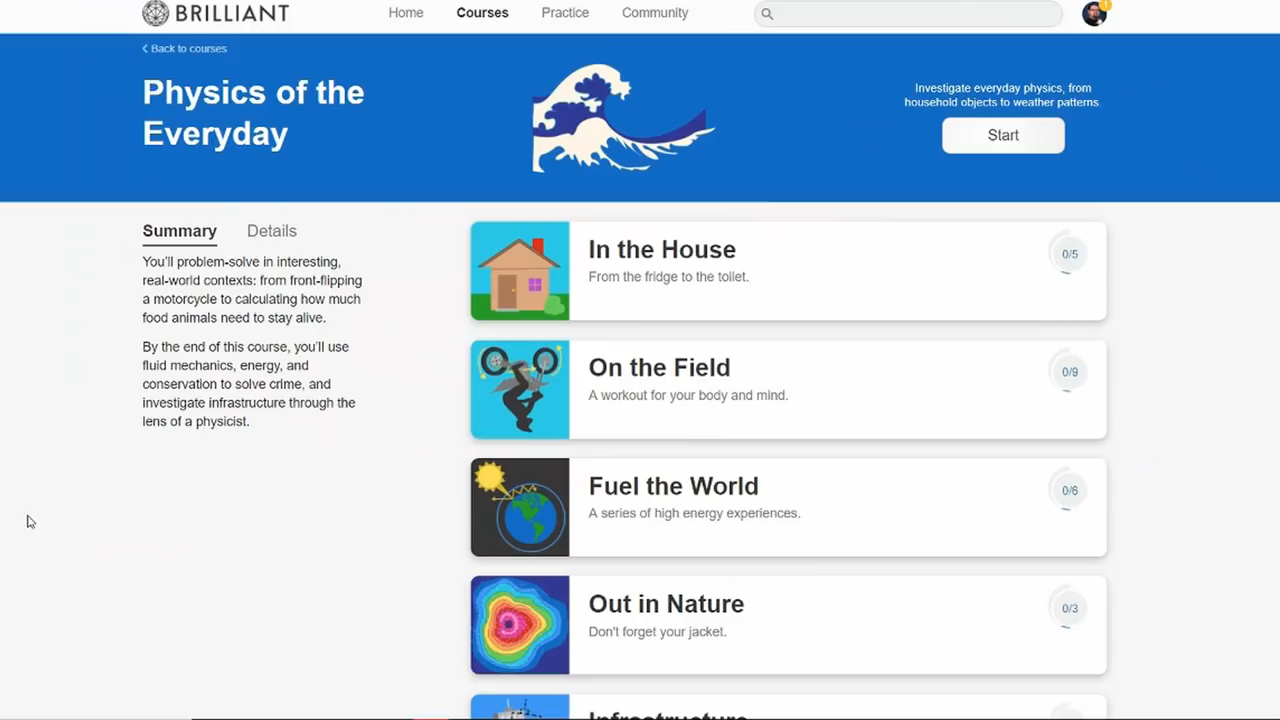 BRILLIANT
Home
Courses
Practice
Community
Back to courses
Physics of the
Everyday
Investigate everyday physics, from
household objects to weather patterns.
Start
Summary
Details
You'll problem-solve in interesting,
real-world contexts: from front-flipping
a motorcycle to calculating how much
food animals need to stay alive.
By the end of this course, you'll use
fluid mechanics, energy, and
conservation to solve crime, and
investigate infrastructure through the
lens of a physicist.
In the House
From the fridge to the toilet.
0/5
On the Field
A workout for your body and mind.
0/9
Fuel the World
A series of high energy experiences.
0/6
Out in Nature
Don't forget your jacket.
0/3
Infrastructure